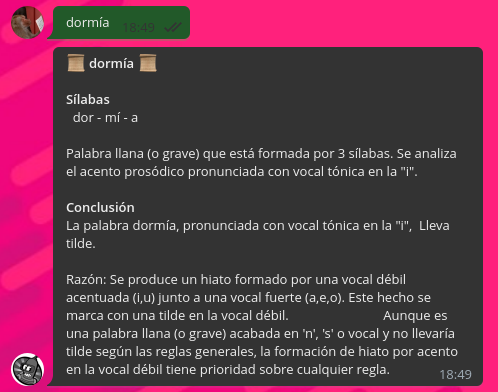 dormía 18:49
dormía
Sílabas
dor - mí - a
Palabra llana (o grave) que está formada por 3 sílabas. Se analiza
el acento prosódico pronunciada con vocal tónica en la "i".
Conclusión
La palabra dormía, pronunciada con vocal tónica en la "i", Lleva
tilde.
Razón: Se produce un hiato formado por una vocal débil
acentuada (i,u) junto a una vocal fuerte (a,e,o). Este hecho se
marca con una tilde en la vocal débil. Aunque es
una palabra llana (o grave) acabada en 'n', 's' o vocal y no llevaría
tilde según las reglas generales, la formación de hiato por acento
en la vocal débil tiene prioridad sobre cualquier regla.
18:49